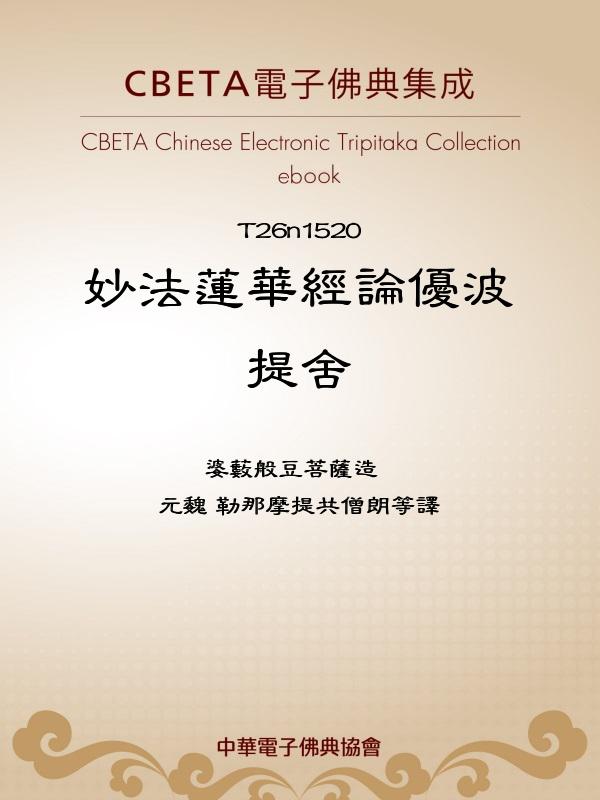 CBETA電子佛典集成
CBETA Chinese Electronic Tripitaka Collection
ebook
T26n1520
妙法蓮華經論優波
提舍
婆藪般豆菩薩造
元魏 勒那摩提共僧朗等譯
中華電子佛典協會